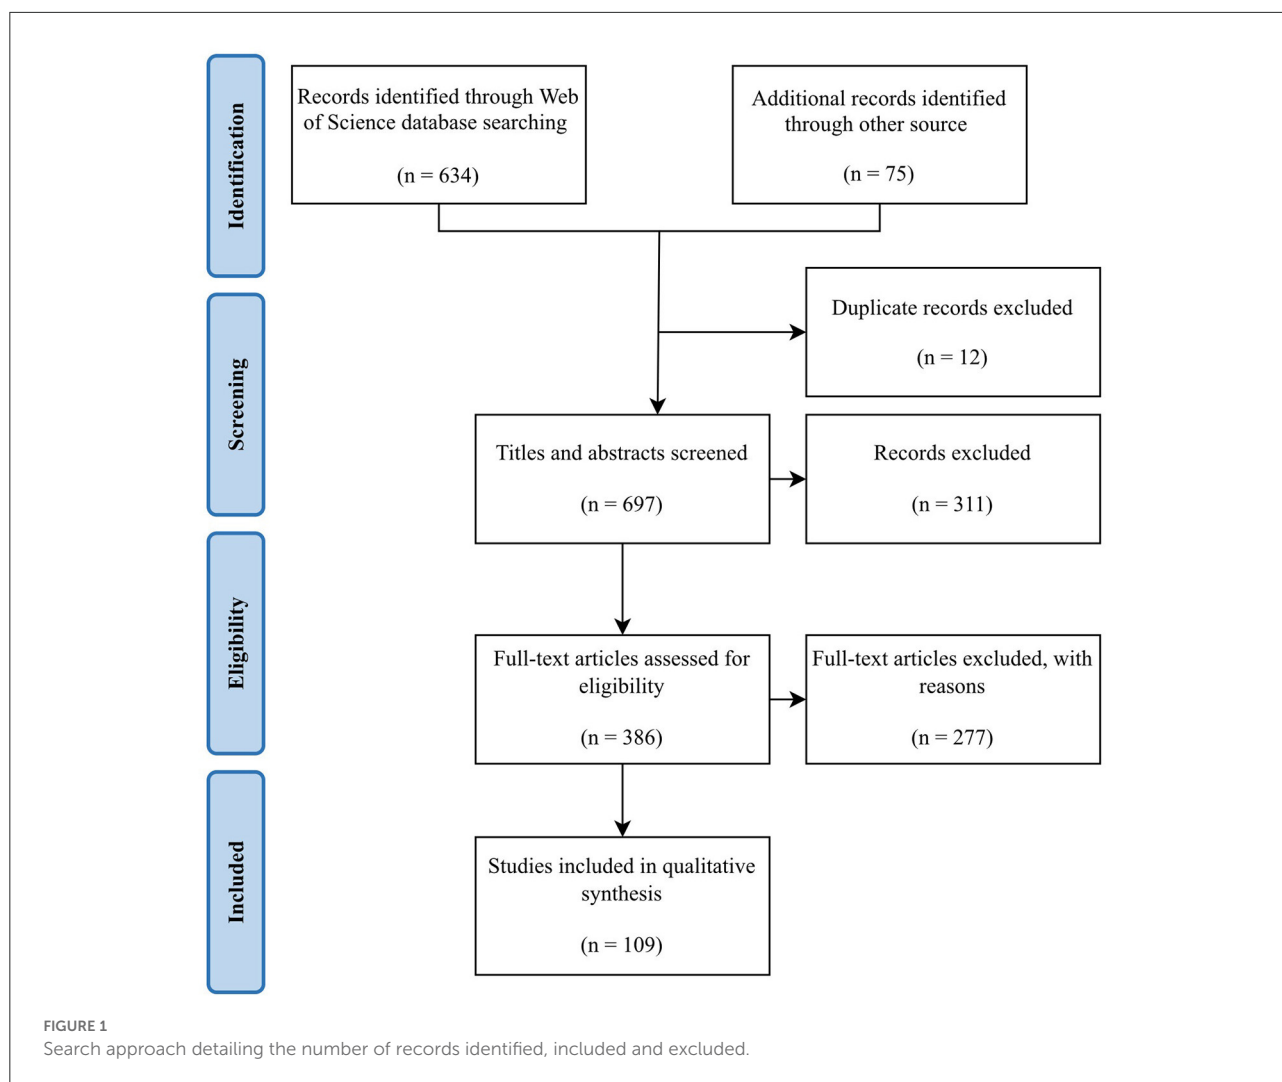 Identification
Records identified through Web
of Science database searching
(n = 634)
Additional records identified
through other source
(n = 75)
Screening
Duplicate records excluded
(n = 12)
Titles and abstracts screened
(n = 697)
Records excluded
(n = 311)
Eligibility
Full-text articles assessed for
eligibility
(n = 386)
Full-text articles excluded, with
reasons
(n = 277)
Included
Studies included in qualitative
synthesis
(n = 109)
FIGURE 1
Search approach detailing the number of records identified, included and excluded.